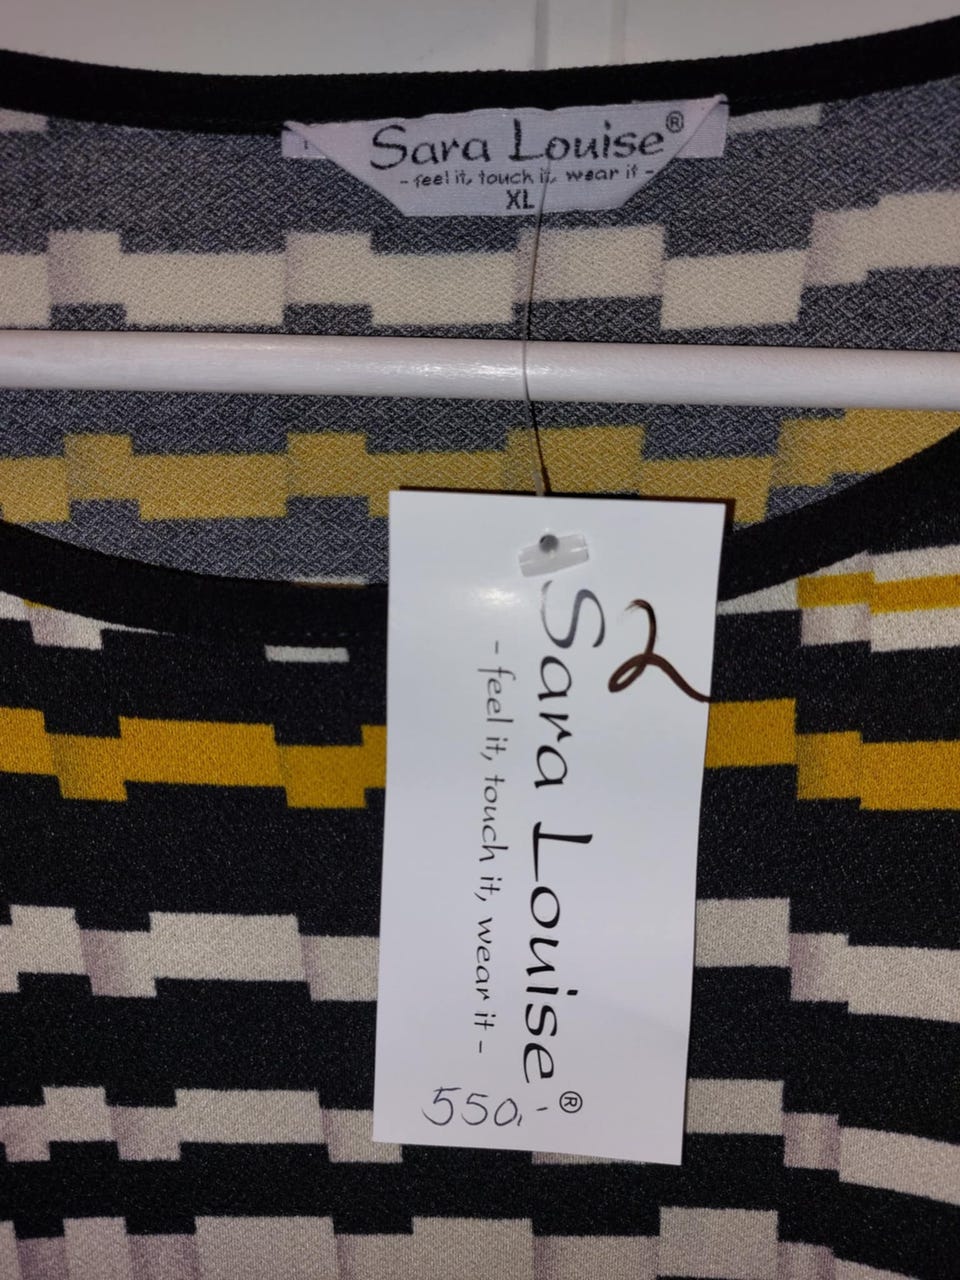 Sara Louise®
- feel it, touch it, wear it -
XL
Sara Louise®
- feel it, touch it, wear it -
2
550,-